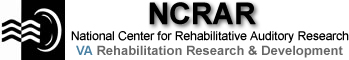 NCRAR
National Center for Rehabilitative Auditory Research
VA Rehabilitation Research & Development